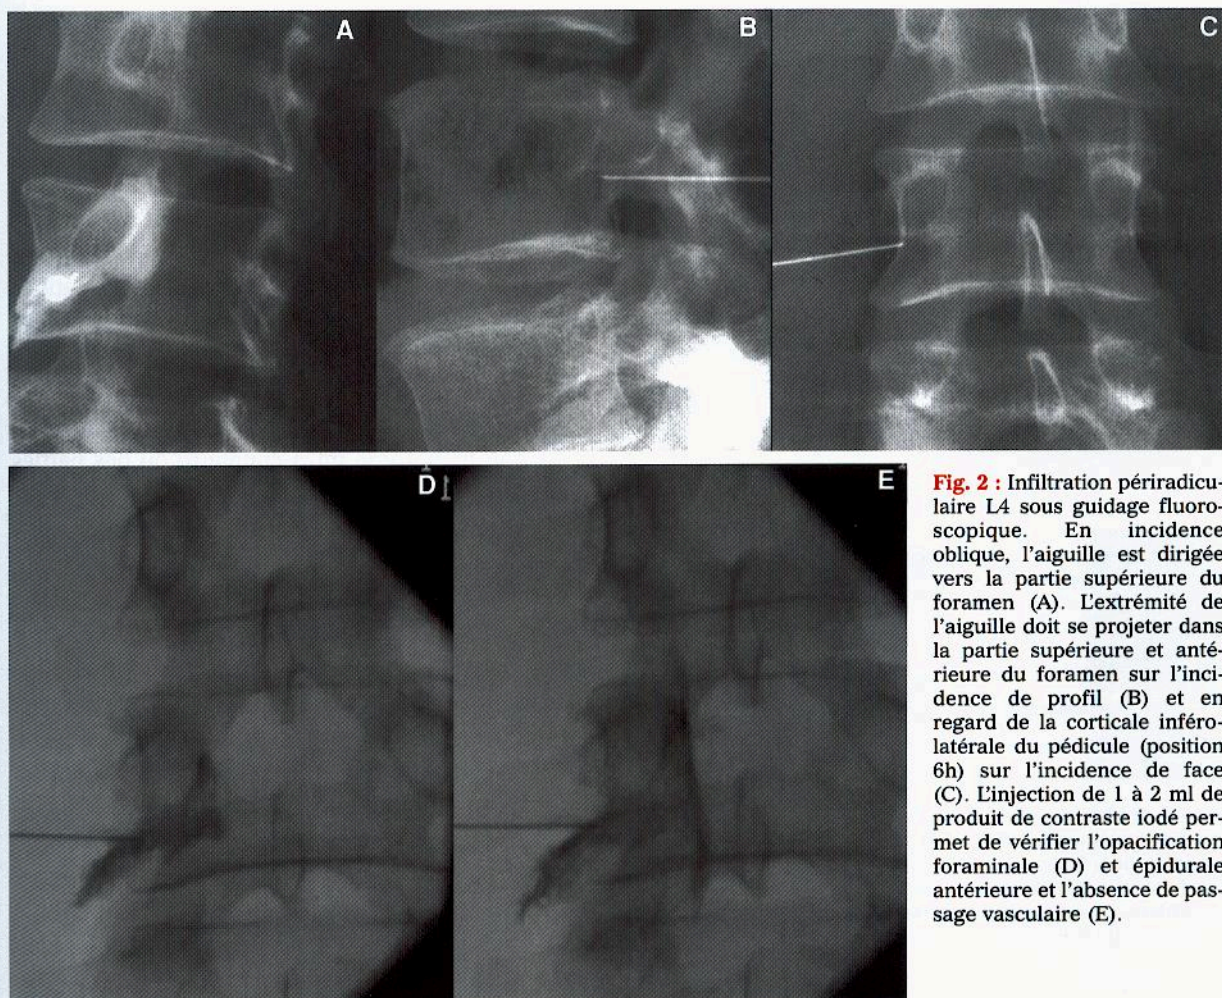 A
B
C
D
E
Fig. 2 : Infiltration périradicu-
laire L4 sous guidage fluoro-
scopique. En incidence
oblique, l'aiguille est dirigée
vers la partie supérieure du
foramen (A). L'extrémité de
l'aiguille doit se projeter dans
la partie supérieure et anté-
rieure du foramen sur l'inci-
dence de profil (B) et en
regard de la corticale inféro-
latérale du pédicule (position
6h) sur l'incidence de face
(C). L'injection de 1 à 2 ml de
produit de contraste iodé per-
met de vérifier l'opacification
foraminale (D) et épidurale
antérieure et l'absence de pas-
sage vasculaire (E).